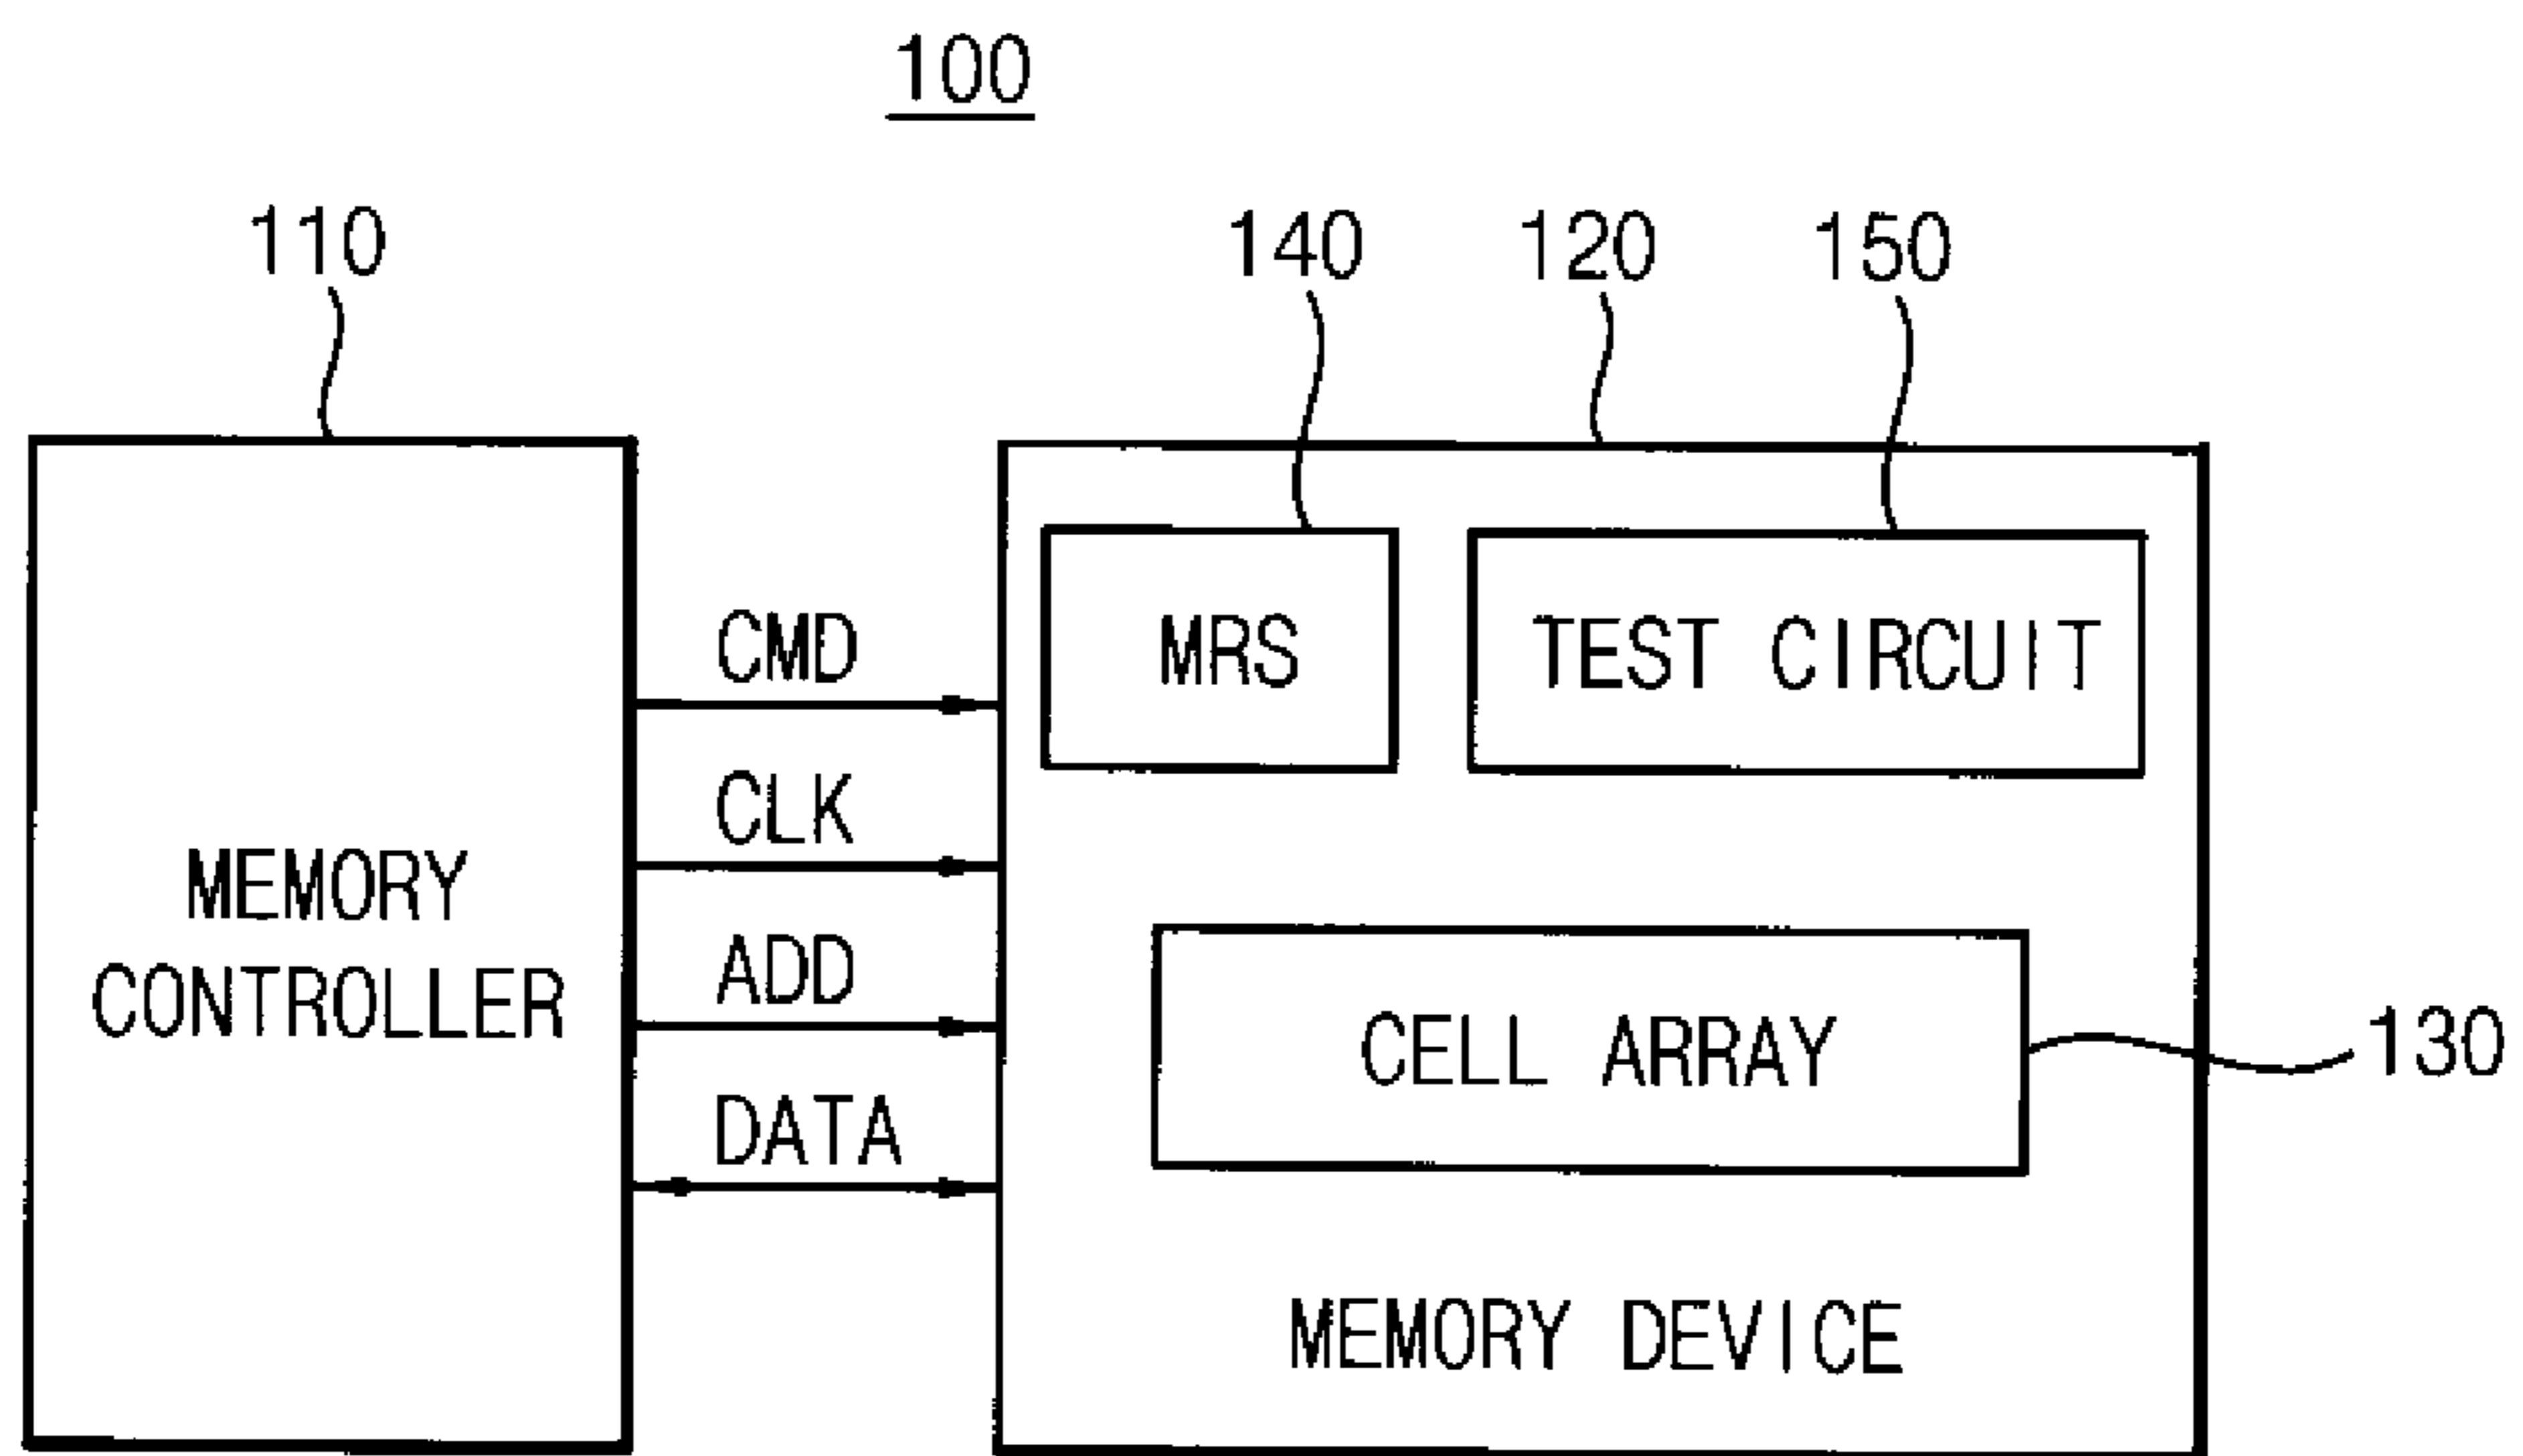 100
110
140
120
150
MRS
TEST CIRCUIT
CMD
CLK
MEMORY
CONTROLLER
ADD
CELL ARRAY
130
DATA
MEMORY DEVICE